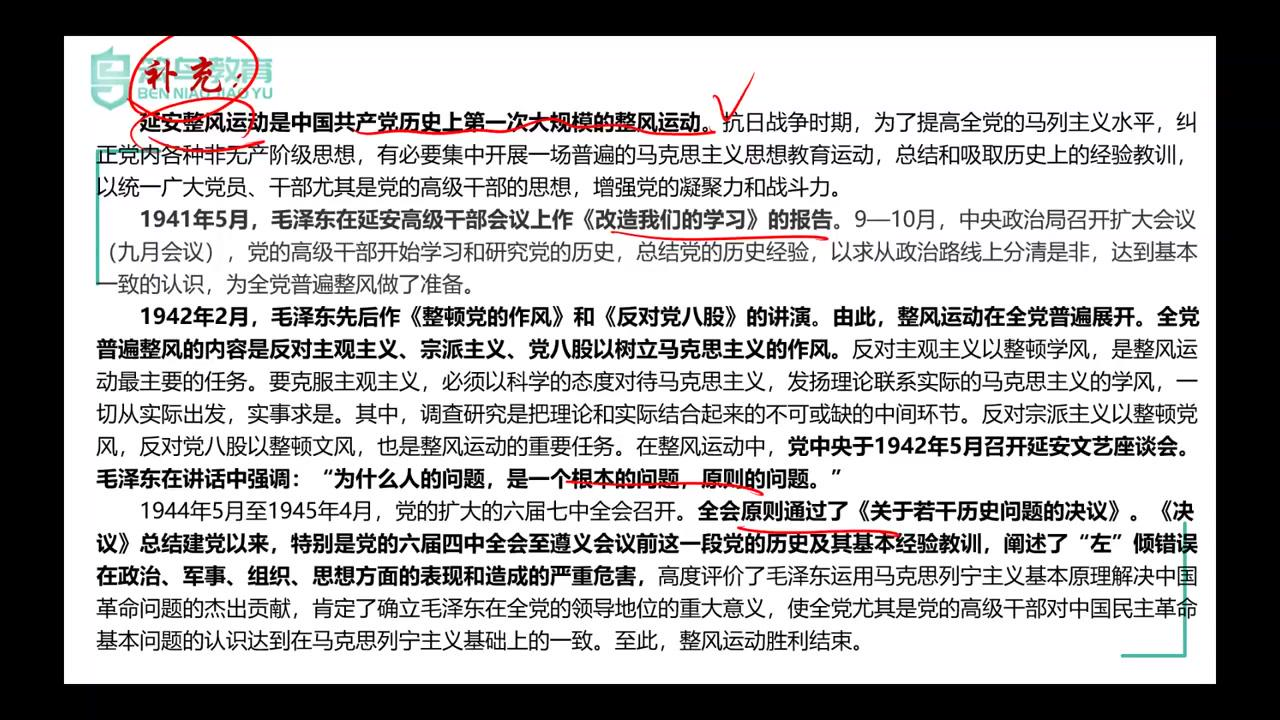 补充：
教育
BEN NIAO JIAO YU
延安整风运动是中国共产党历史上第一次大规模的整风运动。抗日战争时期，为了提高全党的马列主义水平，纠
正党内各种非无产阶级思想，有必要集中开展一场普遍的马克思主义思想教育运动，总结和吸取历史上的经验教训，
以统一广大党员、干部尤其是党的高级干部的思想，增强党的凝聚力和战斗力。
1941年5月，毛泽东在延安高级干部会议上作《改造我们的学习》的报告。9—10月，中央政治局召开扩大会议
（九月会议），党的高级干部开始学习和研究党的历史，总结党的历史经验，以求从政治路线上分清是非，达到基本
一致的认识，为全党普遍整风做了准备。
1942年2月，毛泽东先后作《整顿党的作风》和《反对党八股》的讲演。由此，整风运动在全党普遍展开。全党
普遍整风的内容是反对主观主义、宗派主义、党八股以树立马克思主义的作风。反对主观主义以整顿学风，是整风运
动最主要的任务。要克服主观主义，必须以科学的态度对待马克思主义，发扬理论联系实际的马克思主义的学风，一
切从实际出发，实事求是。其中，调查研究是把理论和实际结合起来的不可或缺的中间环节。反对宗派主义以整顿党
风，反对党八股以整顿文风，也是整风运动的重要任务。在整风运动中，党中央于1942年5月召开延安文艺座谈会。
毛泽东在讲话中强调：“为什么人的问题，是一个根本的问题，原则的问题。”
1944年5月至1945年4月，党的扩大的六届七中全会召开。全会原则通过了《关于若干历史问题的决议》。《决
议》总结建党以来，特别是党的六届四中全会至遵义会议前这一段党的历史及其基本经验教训，阐述了“左”倾错误
在政治、军事、组织、思想方面的表现和造成的严重危害，高度评价了毛泽东运用马克思列宁主义基本原理解决中国
革命问题的杰出贡献，肯定了确立毛泽东在全党的领导地位的重大意义，使全党尤其是党的高级干部对中国民主革命
基本问题的认识达到在马克思列宁主义基础上的一致。至此，整风运动胜利结束。